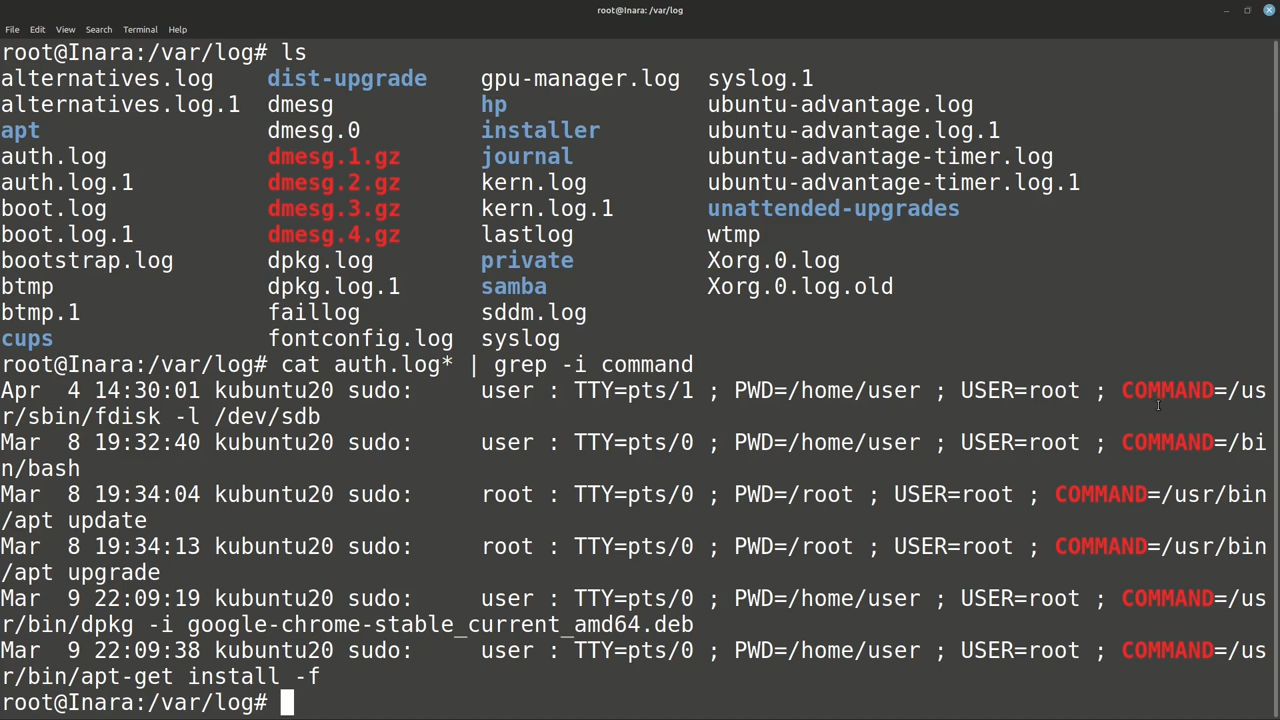 root@Inara: /var/log
File Edit View Search Terminal Help
root@Inara:/var/log# ls
alternatives.log dist-upgrade gpu-manager.log syslog.1
alternatives.log.1 dmesg hp ubuntu-advantage.log
apt dmesg.0 installer ubuntu-advantage.log.1
auth.log dmesg.1.gz journal ubuntu-advantage-timer.log
auth.log.1 dmesg.2.gz kern.log ubuntu-advantage-timer.log.1
boot.log dmesg.3.gz kern.log.1 unattended-upgrades
boot.log.1 dmesg.4.gz lastlog wtmp
bootstrap.log dpkg.log private Xorg.0.log
btmp dpkg.log.1 samba Xorg.0.log.old
btmp.1 faillog sddm.log
cups fontconfig.log syslog
root@Inara:/var/log# cat auth.log* | grep -i command
Apr  4 14:30:01 kubuntu20 sudo:     user : TTY=pts/1 ; PWD=/home/user ; USER=root ; COMMAND=/us
r/sbin/fdisk -l /dev/sdb
Mar  8 19:32:40 kubuntu20 sudo:     user : TTY=pts/0 ; PWD=/home/user ; USER=root ; COMMAND=/bi
n/bash
Mar  8 19:34:04 kubuntu20 sudo:     root : TTY=pts/0 ; PWD=/root ; USER=root ; COMMAND=/usr/bin
/apt update
Mar  8 19:34:13 kubuntu20 sudo:     root : TTY=pts/0 ; PWD=/root ; USER=root ; COMMAND=/usr/bin
/apt upgrade
Mar  9 22:09:19 kubuntu20 sudo:     user : TTY=pts/0 ; PWD=/home/user ; USER=root ; COMMAND=/us
r/bin/dpkg -i google-chrome-stable_current_amd64.deb
Mar  9 22:09:38 kubuntu20 sudo:     user : TTY=pts/0 ; PWD=/home/user ; USER=root ; COMMAND=/us
r/bin/apt-get install -f
root@Inara:/var/log#